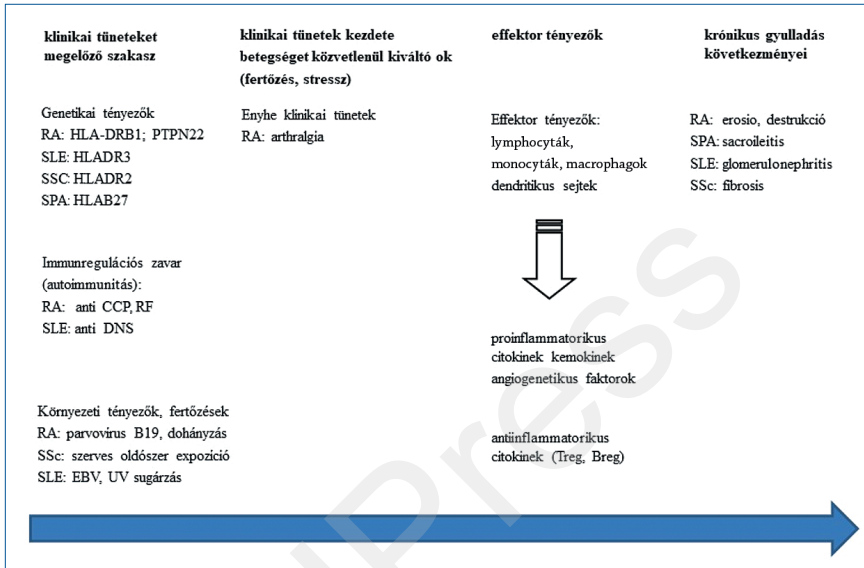 klinikai tüneteket
megelőző szakasz
Genetikai tényezők
RA: HLA-DRB1; PTPN22
SLE: HLADR3
SSC: HLADR2
SPA: HLAB27
Immunregulációs zavar
(autoimmunitás):
RA: anti CCP, RF
SLE: anti DNS
Környezeti tényezők, fertőzések
RA: parvovirus B19, dohányzás
SSc: szerves oldószer expozíció
SLE: EBV, UV sugárzás
klinikai tünetek kezdete
betegséget közvetlenül kiváltó ok
(fertőzés, stressz)
Enyhe klinikai tünetek
RA: arthralgia
effektor tényezők
Effektor tényezők:
lymphocyták,
monocyták, macrophagok
dendritikus sejtek
proinflammatorikus
citokinek kemokinek
angiogenetikus faktorok
antiinflammatorikus
citokinek (Treg, Breg)
krónikus gyulladás
következményei
RA: erosio, destrukció
SPA: sacroileitis
SLE: glomerulonephritis
SSc: fibrosis